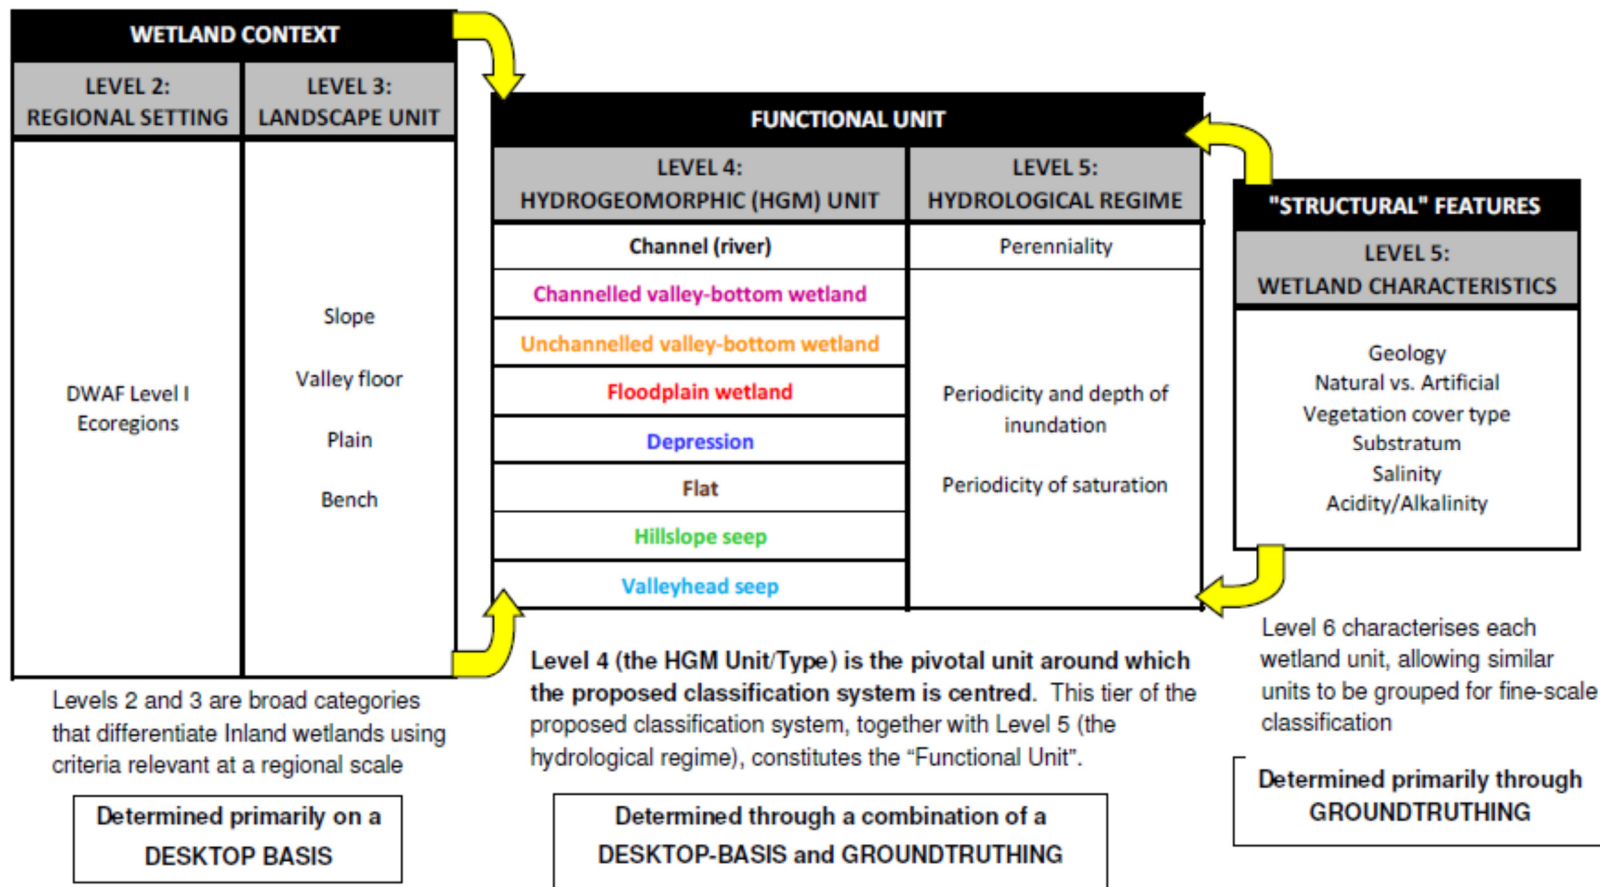 WETLAND CONTEXT
LEVEL 2:
REGIONAL SETTING
LEVEL 3:
LANDSCAPE UNIT
DWAF Level I
Ecoregions
Slope
Valley floor
Plain
Bench
Levels 2 and 3 are broad categories
that differentiate Inland wetlands using
criteria relevant at a regional scale
Determined primarily on a
DESKTOP BASIS
FUNCTIONAL UNIT
LEVEL 4:
HYDROGEOMORPHIC (HGM) UNIT
LEVEL 5:
HYDROLOGICAL REGIME
Channel (river)
Perenniality
Channelled valley-bottom wetland
Unchannelled valley-bottom wetland
Floodplain wetland
Depression
Flat
Hillslope seep
Valleyhead seep
Periodicity and depth of
inundation
Periodicity of saturation
Level 4 (the HGM Unit/Type) is the pivotal unit around which
the proposed classification system is centred. This tier of the
proposed classification system, together with Level 5 (the
hydrological regime), constitutes the “Functional Unit”.
Determined through a combination of a
DESKTOP-BASIS and GROUNDTRUTHING
"STRUCTURAL" FEATURES
LEVEL 5:
WETLAND CHARACTERISTICS
Geology
Natural vs. Artificial
Vegetation cover type
Substratum
Salinity
Acidity/Alkalinity
Level 6 characterises each
wetland unit, allowing similar
units to be grouped for fine-scale
classification
Determined primarily through
GROUNDTRUTHING